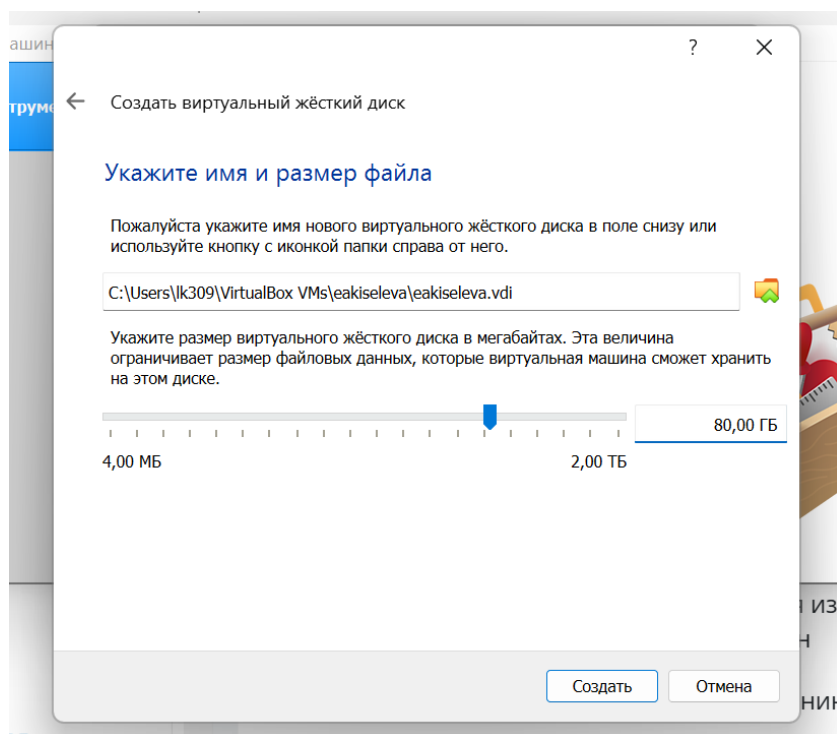 ?
Создать виртуальный жёсткий диск
Укажите имя и размер файла
Пожалуйста укажите имя нового виртуального жёсткого диска в поле снизу или
используйте кнопку с иконкой папки справа от него.
C:\Users\lk309\VirtualBox VMs\eakiseleva\eakiseleva.vdi
Укажите размер виртуального жёсткого диска в мегабайтах. Эта велич­ина
ограничивает размер файловых данных, которые виртуальная машина сможет хранить
на этом диске.
80,00 ГБ
4,00 МБ 2,00 ТБ
Создать Отмена